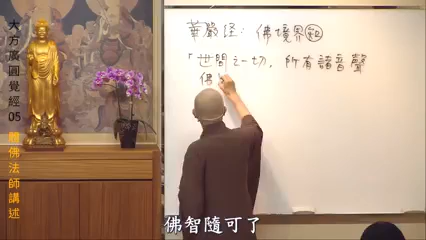 大方廣圓覺經05
體佛法師講述
華嚴經：佛境界
「世間之一切，所有諸音聲
佛
佛智隨可了